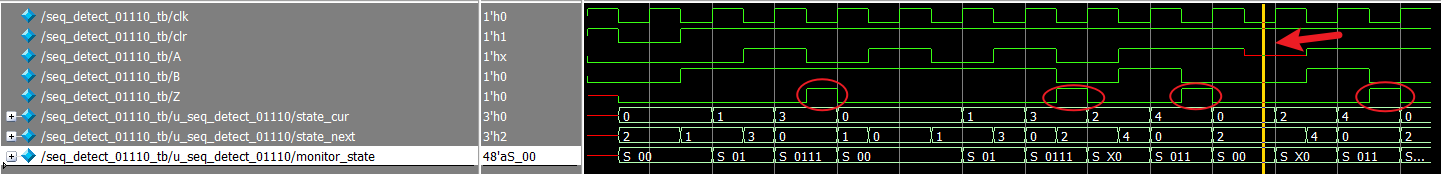 /seq_detect_01110_tb/clk 1'h0
/seq_detect_01110_tb/clr 1'h1
/seq_detect_01110_tb/A 1'hx
/seq_detect_01110_tb/B 1'h0
/seq_detect_01110_tb/Z 1'h0
/seq_detect_01110_tb/u_seq_detect_01110/state_cur 3'h0 0 1 3 0 1 3 2 4 0 2 4 0
/seq_detect_01110_tb/u_seq_detect_01110/state_next 3'h2 2 1 3 0 1 0 1 3 0 2 4 0 2 4 0 2
/seq_detect_01110_tb/u_seq_detect_01110/monitor_state 48'aS_00 S_00 S_01 S_0111 S_00 S_01 S_0111 S_X0 S_011 S_00 S_X0 S_011 S...